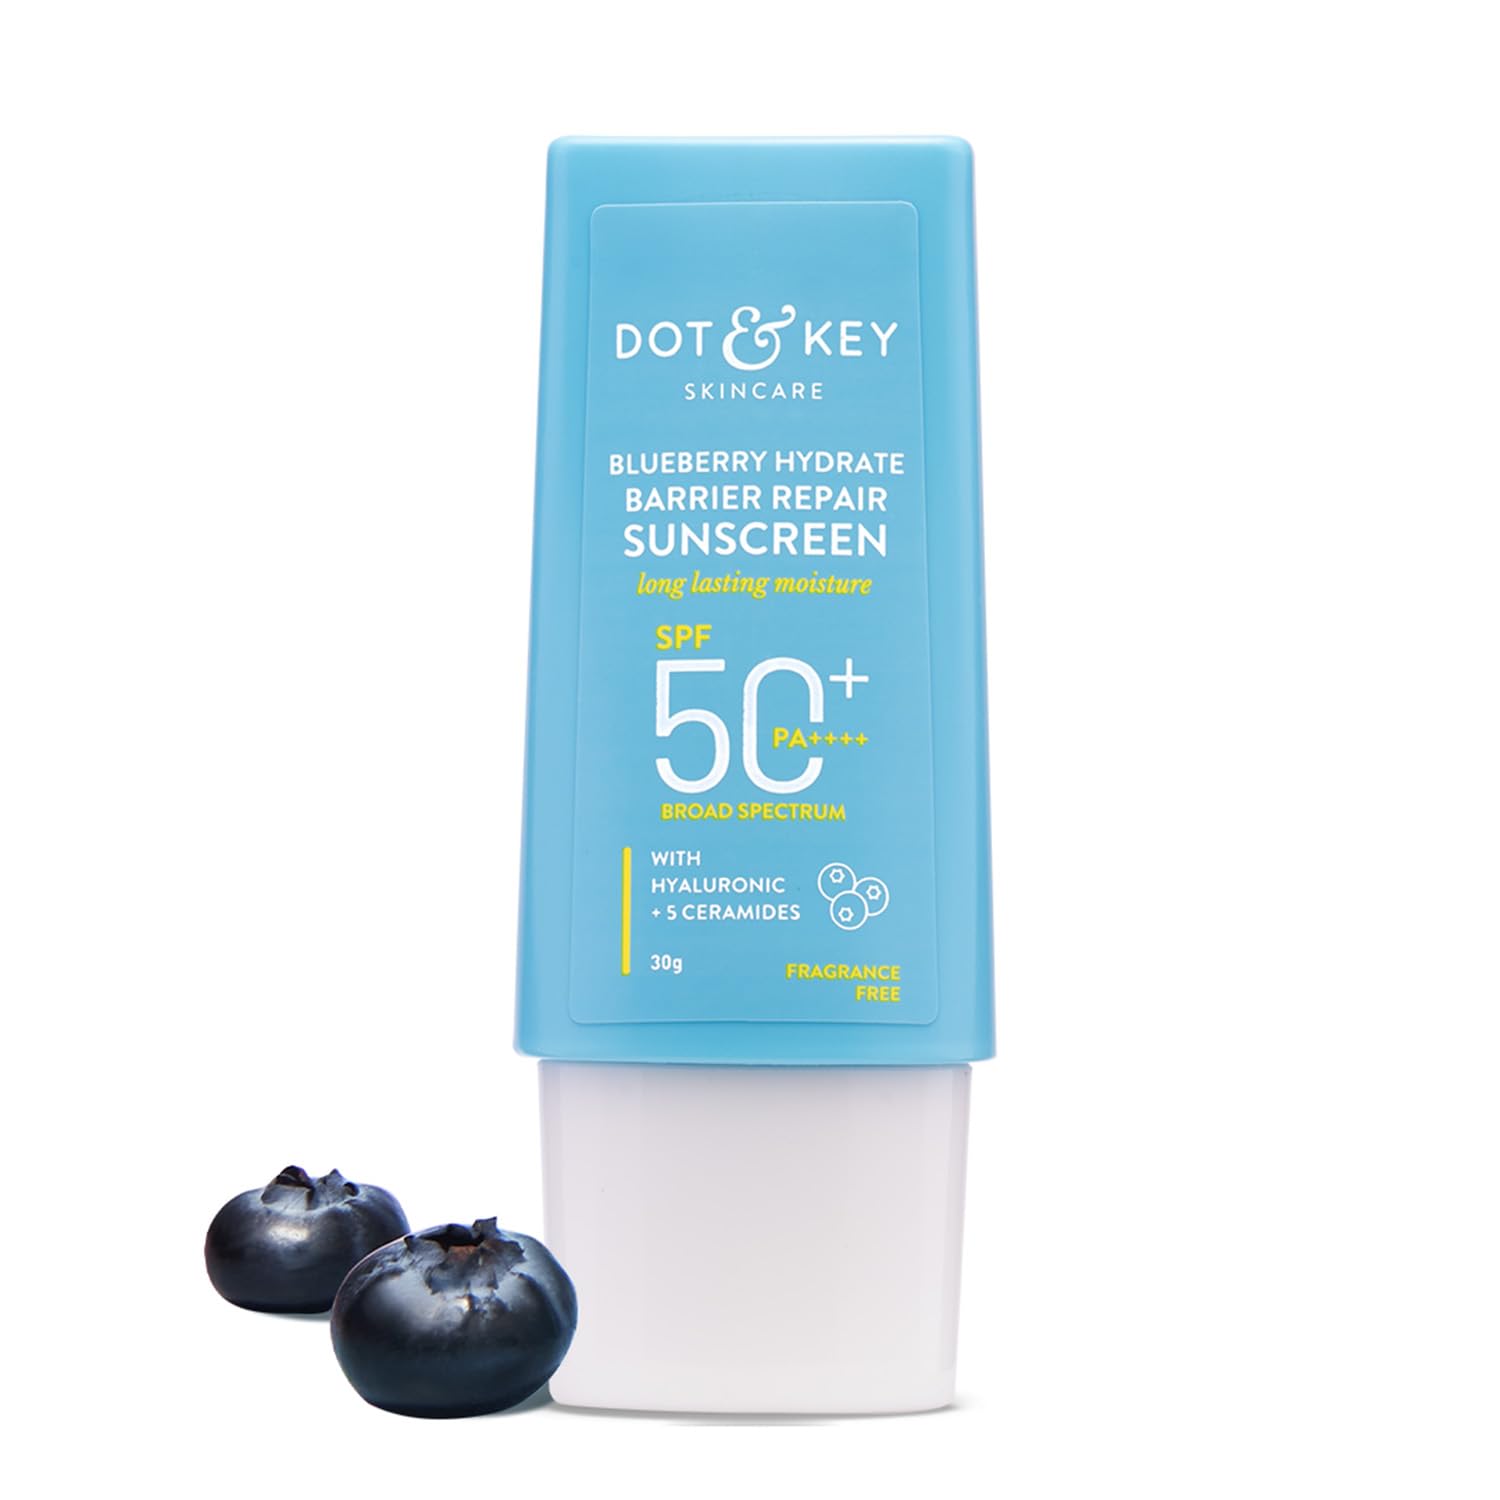 DOT & KEY
SKINCARE
BLUEBERRY HYDRATE
BARRIER REPAIR
SUNSCREEN
long lasting moisture
SPF
50+
PA++++
BROAD SPECTRUM
WITH
HYALURONIC
+ 5 CERAMIDES
30g
FRAGRANCE
FREE